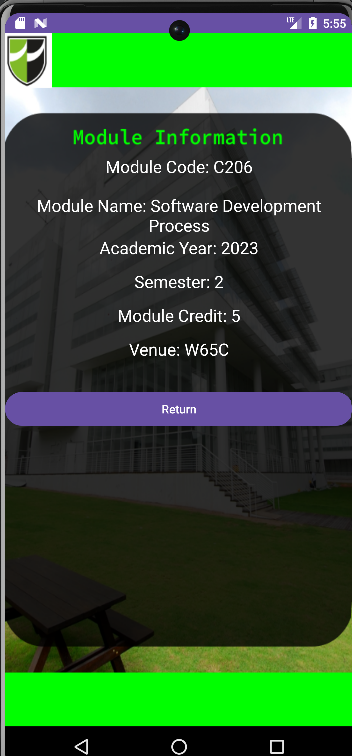 LTE 5:55
Module Information
Module Code: C206
Module Name: Software Development
Process
Academic Year: 2023
Semester: 2
Module Credit: 5
Venue: W65C
Return